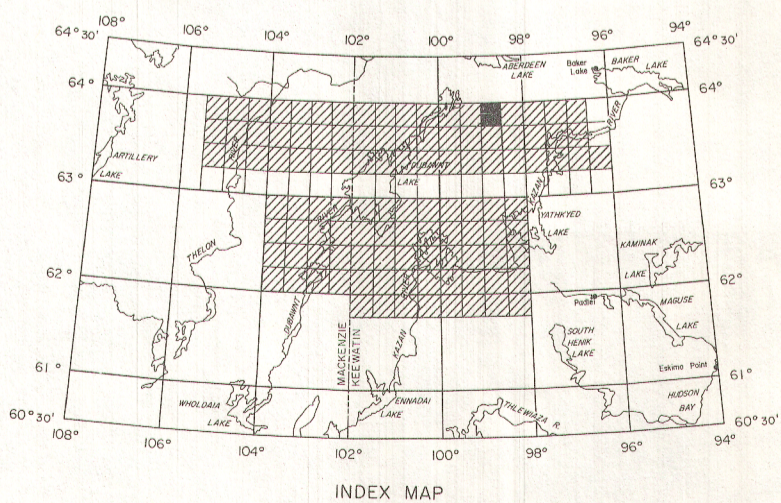 108° 106° 104° 102° 100° 98° 96° 94°
64° 30' 64° 30'
ABERDEEN
LAKE
Baker
Lake
BAKER LAKE
64° 64°
RIVER
RIVER
ARTILLERY
LAKE
DUBAWNT
LAKE
63° 63°
KAZAN
RIVER
YATHKYED
LAKE
THELON
KAMINAK
LAKE
62° 62°
RIVER
Padlei
MAGUSE
LAKE
DUBAWNT
MACKENZIE
KEEWATIN
KAZAN
SOUTH
HENIK
LAKE
Eskimo Point
61° 61°
WHOLDAIA
LAKE
ENNADAI
LAKE
THLEWIAZA R.
HUDSON
BAY
60° 30' 60° 30'
108° 106° 104° 102° 100° 98° 96° 94°
INDEX MAP